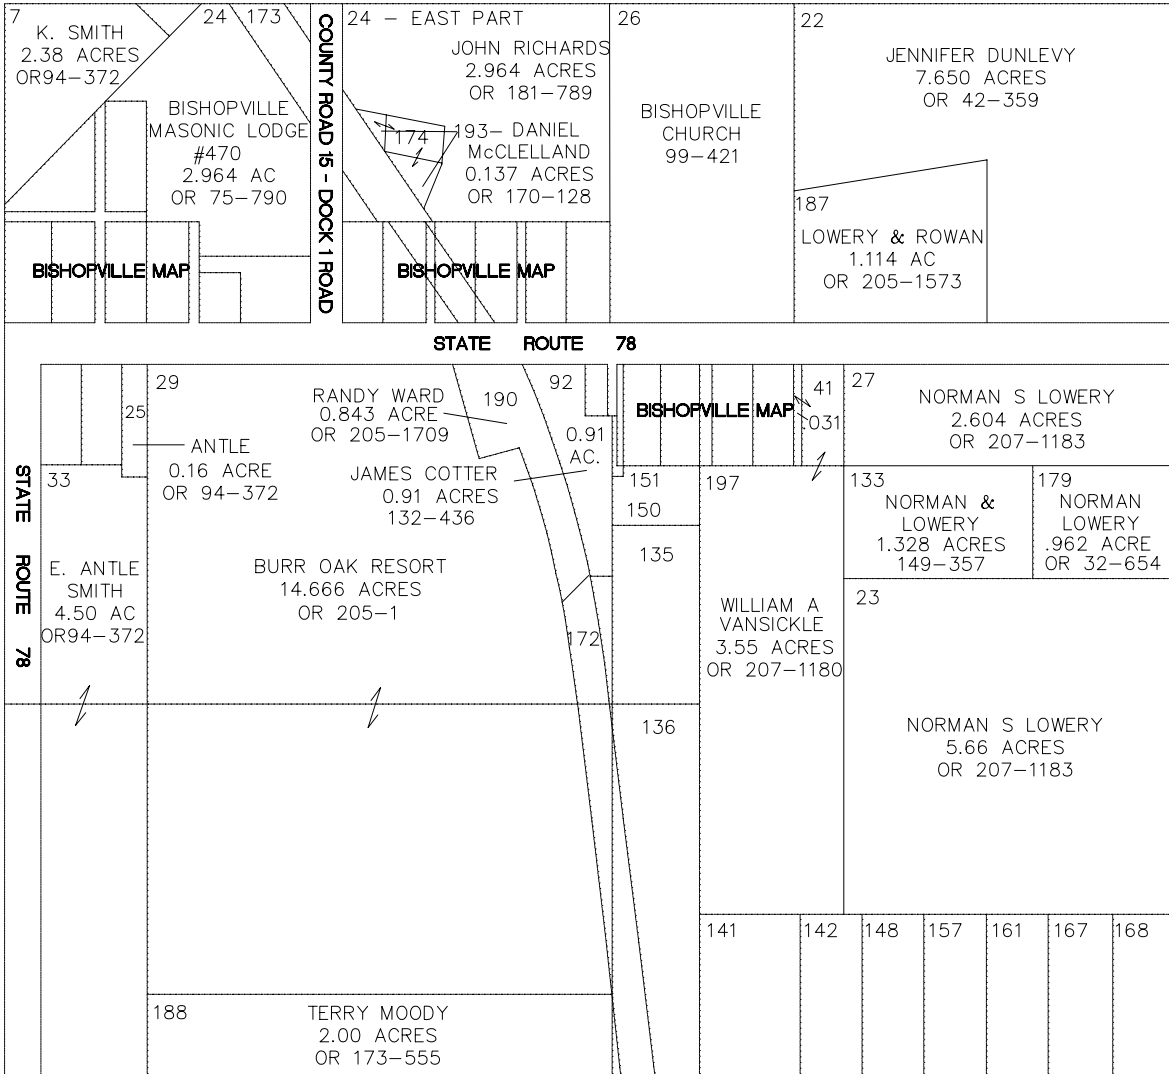 7
K. SMITH
2.38 ACRES
OR94-372
24
173
BISHOPVILLE
MASONIC LODGE
#470
2.964 AC
OR 75-790
COUNTY ROAD 15 - DOCK 1 ROAD
24 - EAST PART
JOHN RICHARDS
2.964 ACRES
OR 181-789
174
193- DANIEL
McCLELLAND
0.137 ACRES
OR 170-128
26
BISHOPVILLE
CHURCH
99-421
22
JENNIFER DUNLEVY
7.650 ACRES
OR 42-359
187
LOWERY & ROWAN
1.114 AC
OR 205-1573
BISHOPVILLE MAP
BISHOPVILLE MAP
STATE ROUTE 78
25
29
ANTLE
0.16 ACRE
OR 94-372
RANDY WARD
0.843 ACRE
OR 205-1709
190
92
0.91
AC.
JAMES COTTER
0.91 ACRES
132-436
BISHOPVILLE MAP
41
.031
27
NORMAN S LOWERY
2.604 ACRES
OR 207-1183
STATE ROUTE 78
33
E. ANTLE
SMITH
4.50 AC
OR94-372
BURR OAK RESORT
14.666 ACRES
OR 205-1
151
150
135
172
136
197
WILLIAM A
VANSICKLE
3.55 ACRES
OR 207-1180
133
NORMAN &
LOWERY
1.328 ACRES
149-357
179
NORMAN
LOWERY
.962 ACRE
OR 32-654
23
NORMAN S LOWERY
5.66 ACRES
OR 207-1183
141
142
148
157
161
167
168
188
TERRY MOODY
2.00 ACRES
OR 173-555